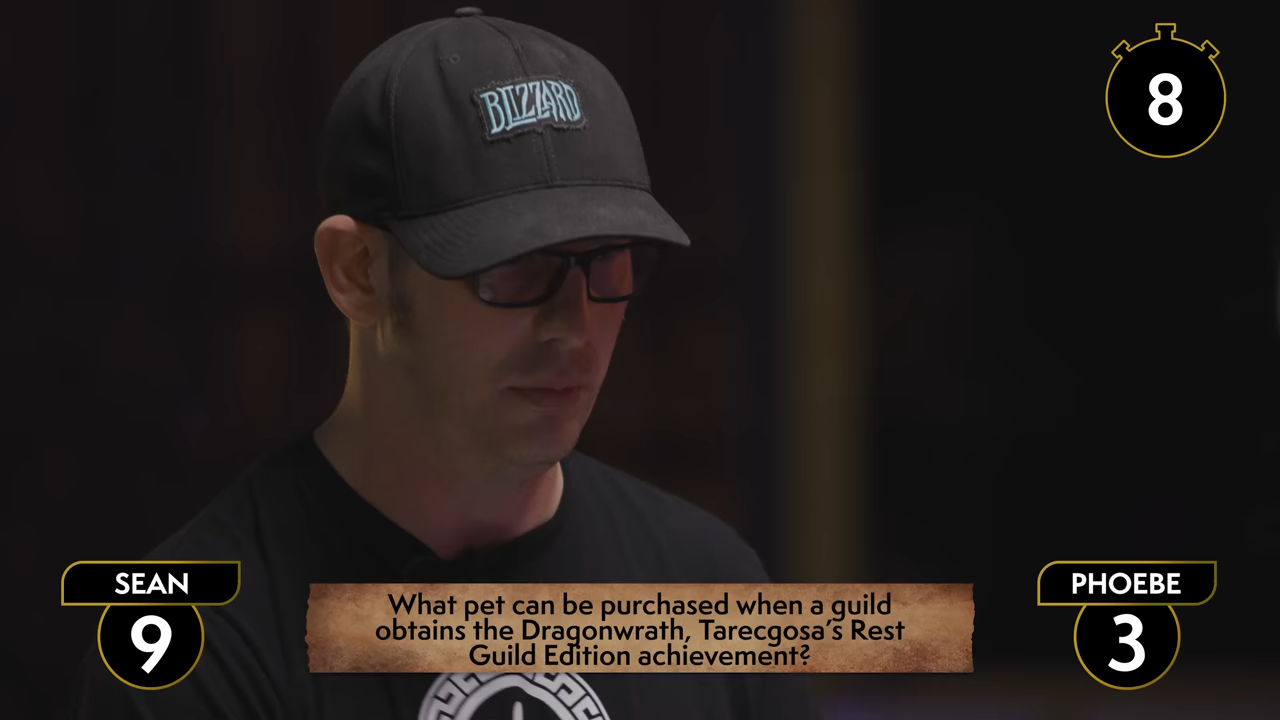 BLIZZARD
8
SEAN
9
What pet can be purchased when a guild
obtains the Dragonwrath, Tarecgosa's Rest
Guild Edition achievement?
PHOEBE
3